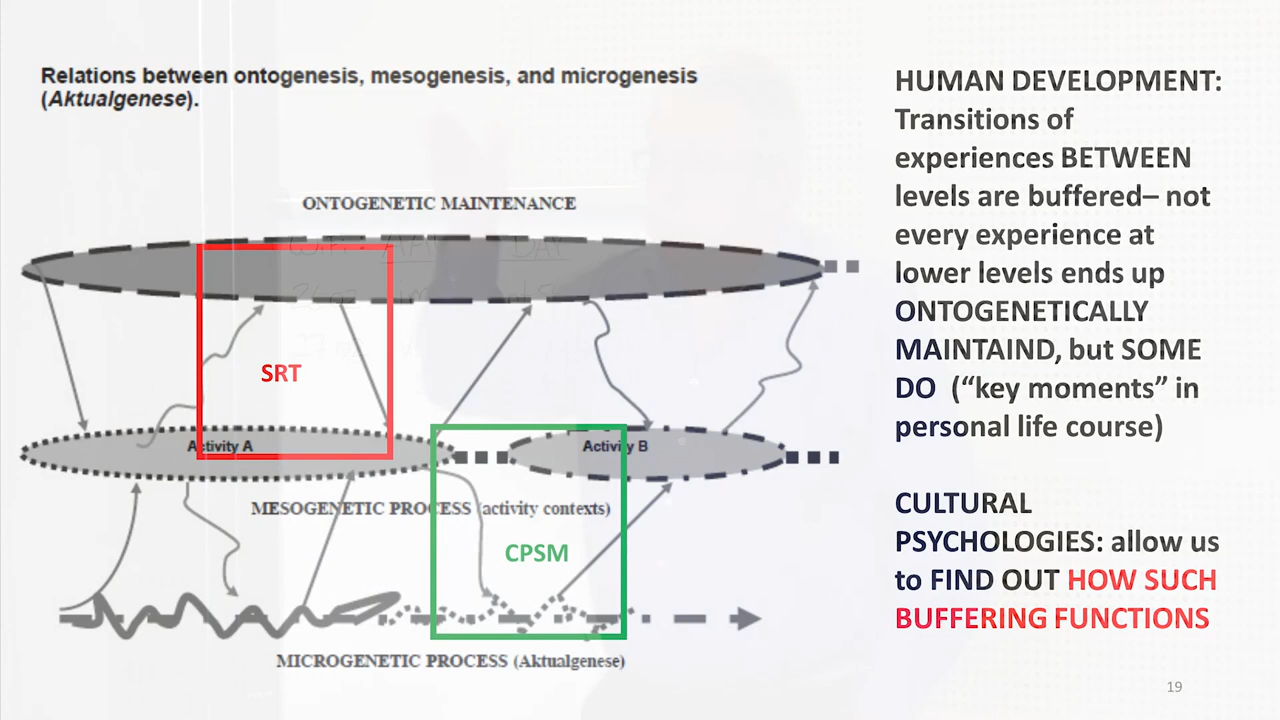 Relations between ontogenesis, mesogenesis, and microgenesis
(Aktualgenese).
ONTOGENETIC MAINTENANCE
SRT
Activity A
Activity B
MESOGENETIC PROCESS (activity contexts)
CPSM
MICROGENETIC PROCESS (Aktualgenese)
HUMAN DEVELOPMENT:
Transitions of
experiences BETWEEN
levels are buffered– not
every experience at
lower levels ends up
ONTOGENETICALLY
MAINTAIND, but SOME
DO (“key moments” in
personal life course)
CULTURAL
PSYCHOLOGIES: allow us
to FIND OUT HOW SUCH
BUFFERING FUNCTIONS
19